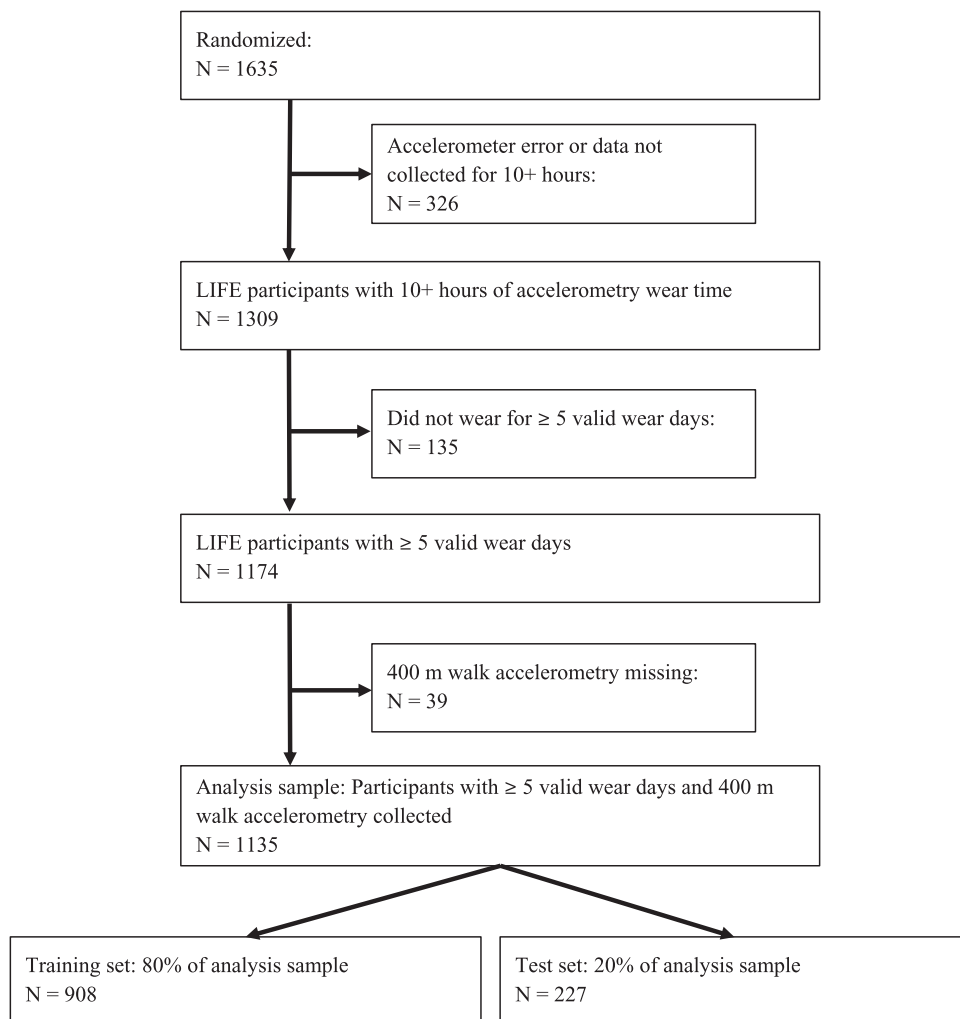 Randomized:
N = 1635
Accelerometer error or data not
collected for 10+ hours:
N = 326
LIFE participants with 10+ hours of accelerometry wear time
N = 1309
Did not wear for ≥ 5 valid wear days:
N = 135
LIFE participants with ≥ 5 valid wear days
N = 1174
400 m walk accelerometry missing:
N = 39
Analysis sample: Participants with ≥ 5 valid wear days and 400 m
walk accelerometry collected
N = 1135
Training set: 80% of analysis sample
N = 908
Test set: 20% of analysis sample
N = 227